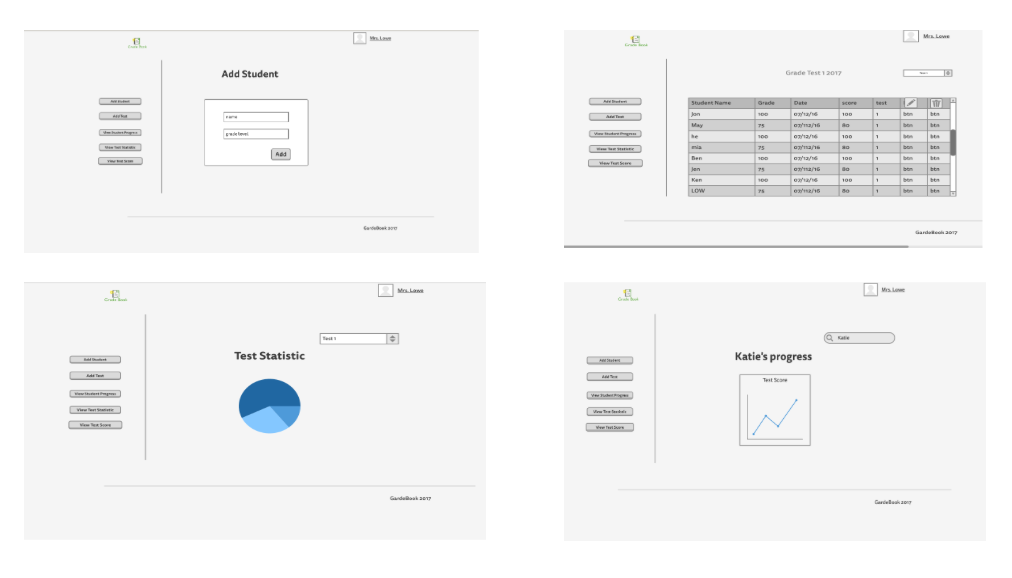 Grade Book
Mrs. Lowe
Add Student
Add Student
Add Test
View Student Progress
View Test Statistic
View Test Score
name
grade level
Add
GardeBook 2017
Grade Book
Mrs. Lowe
Grade Test 1 2017
Add Student
Add Test
View Student Progress
View Test Statistic
View Test Score
Student Name Grade Date score test
Jon 100 07/12/16 100 1 btn btn
May 75 07/112/16 80 1 btn btn
he 100 07/12/16 100 1 btn btn
mia 75 07/112/16 80 1 btn btn
Ben 100 07/12/16 100 1 btn btn
Jen 75 07/112/16 80 1 btn btn
Ken 100 07/12/16 100 1 btn btn
LOW 75 07/112/16 80 1 btn btn
GardeBook 2017
Grade Book
Mrs. Lowe
Test 1
Test Statistic
Add Student
Add Test
View Student Progress
View Test Statistic
View Test Score
GardeBook 2017
Grade Book
Mrs. Lowe
Katie
Katie's progress
Test Score
Add Student
Add Test
View Student Progress
View Test Statistic
View Test Score
GardeBook 2017